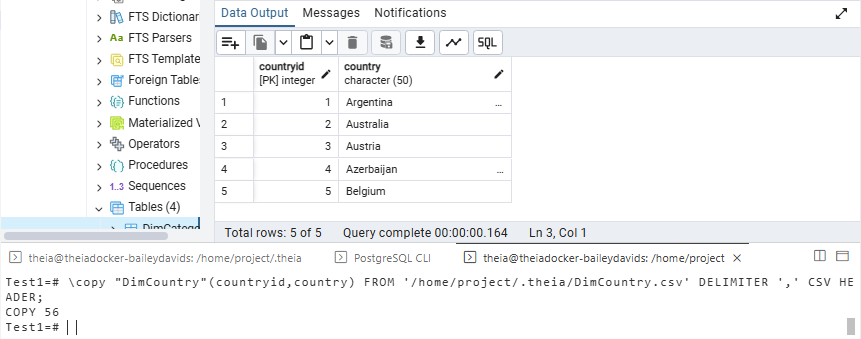 Data Output Messages Notifications
FTS Dictionar
FTS Parsers
FTS Template
Foreign Table
Functions
Materialized V
Operators
Procedures
Sequences
Tables (4)
DimCatego
SQL
countryid country
[PK] integer character (50)
1 1 Argentina ...
2 2 Australia
3 3 Austria
4 4 Azerbaijan ...
5 5 Belgium
Total rows: 5 of 5 Query complete 00:00:00.164 Ln 3, Col 1
theia@theiadocker-baileydavids: /home/project/.theia PostgreSQL CLI theia@theiadocker-baileydavids: /home/project
Test1=# \copy "DimCountry"(countryid,country) FROM '/home/project/.theia/DimCountry.csv' DELIMITER ',' CSV HE
ADER;
COPY 56
Test1=#